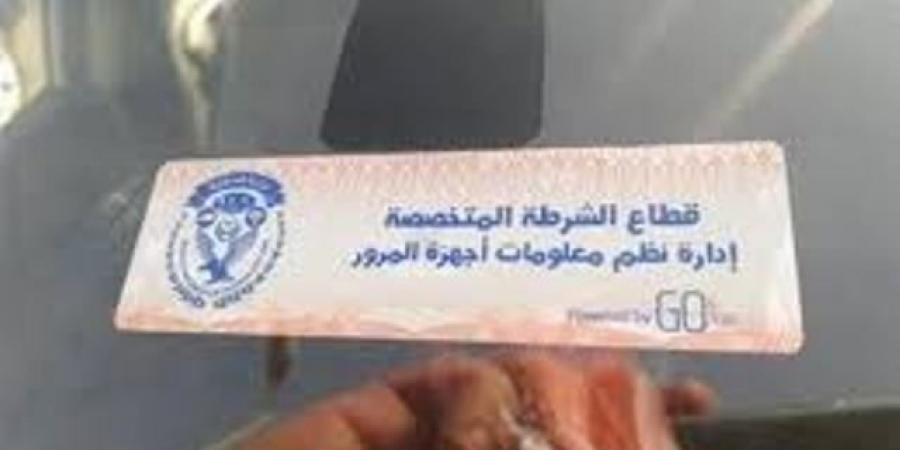 قطاع الشرطة المتخصصة
إدارة نظم معلومات أجهزة المرور
Powered by GO